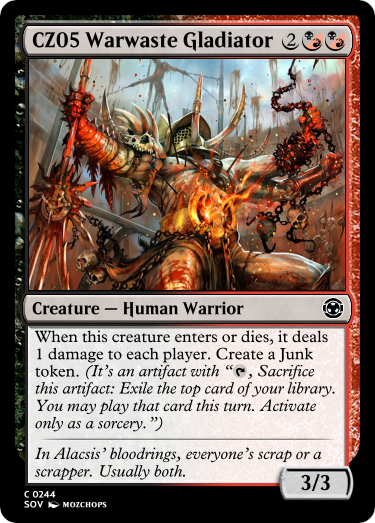 CZ05 Warwaste Gladiator 2
Creature — Human Warrior
When this creature enters or dies, it deals
1 damage to each player. Create a Junk
token. (It's an artifact with “, Sacrifice
this artifact: Exile the top card of your library.
You may play that card this turn. Activate
only as a sorcery.”)
In Alacsis' bloodrings, everyone's scrap or a
scrapper. Usually both.
3/3
C 0244
SOV MOZCHOPS